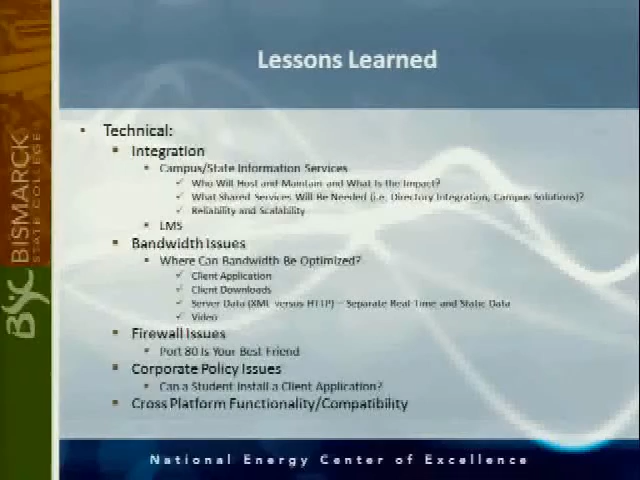 Lessons Learned
Technical:
Integration
Campus/State Information Services
Who Will Host and Maintain and What Is the Impact?
What Shared Services Will Be Needed (i.e. Directory Integration, Campus Solutions)?
Reliability and Scalability
LMS
Bandwidth Issues
Where Can Bandwidth Be Optimized?
Client Application
Client Downloads
Server Data (XML versus HTTP) – Separate Real Time and Static Data
Video
Firewall Issues
Port 80 Is Your Best Friend
Corporate Policy Issues
Can a Student Install a Client Application?
Cross Platform Functionality/Compatibility
National Energy Center of Excellence
BSC BISMARCK
STATE COLLEGE